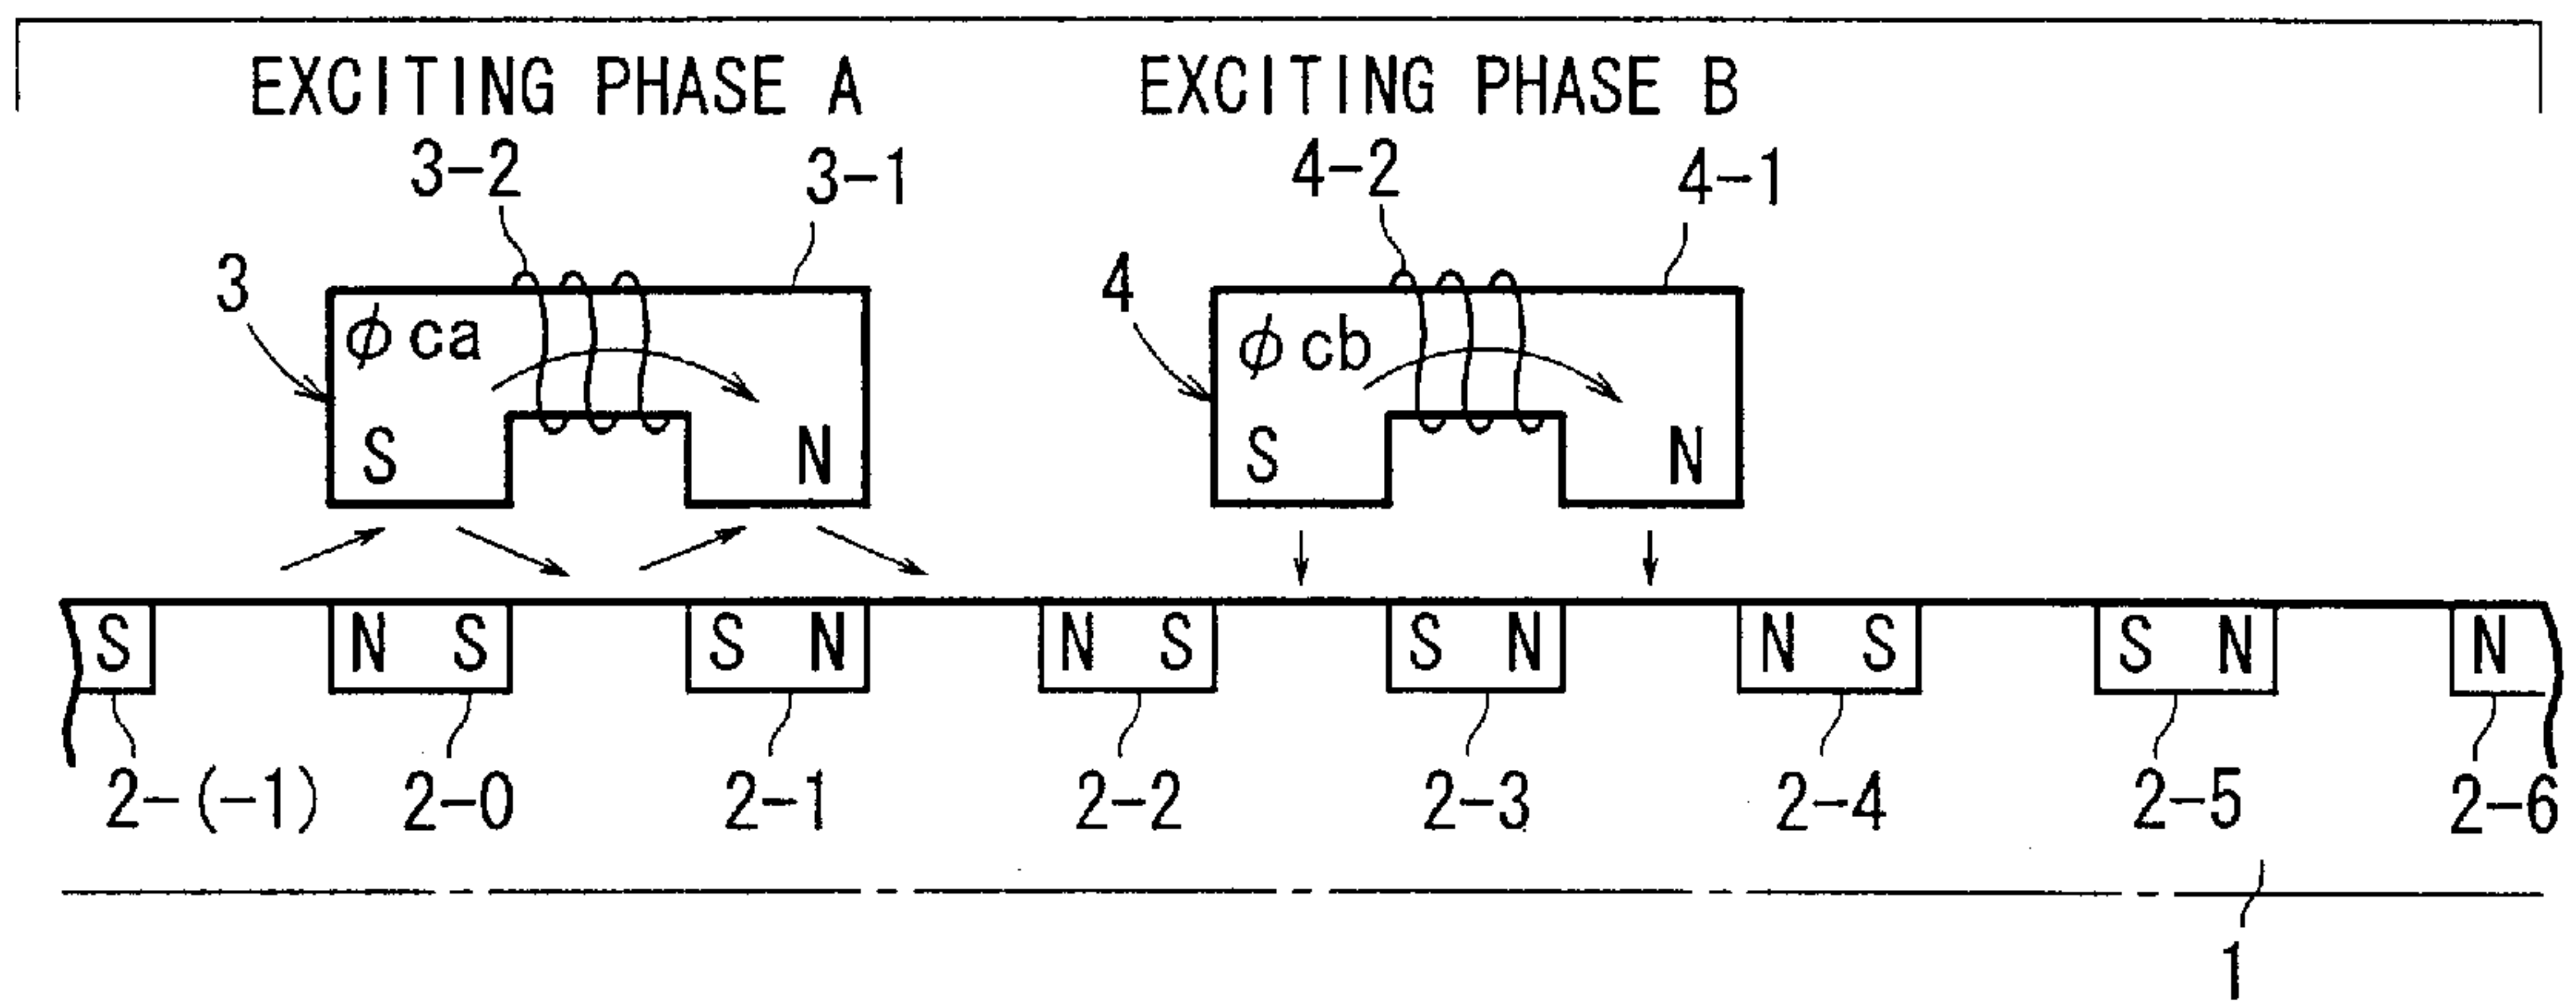 EXCITING PHASE A EXCITING PHASE B
3-2 3-1 4-2 4-1
3 4
φca φcb
S N S N
S N S S N N S S N N S S N N
2-(-1) 2-0 2-1 2-2 2-3 2-4 2-5 2-6
1